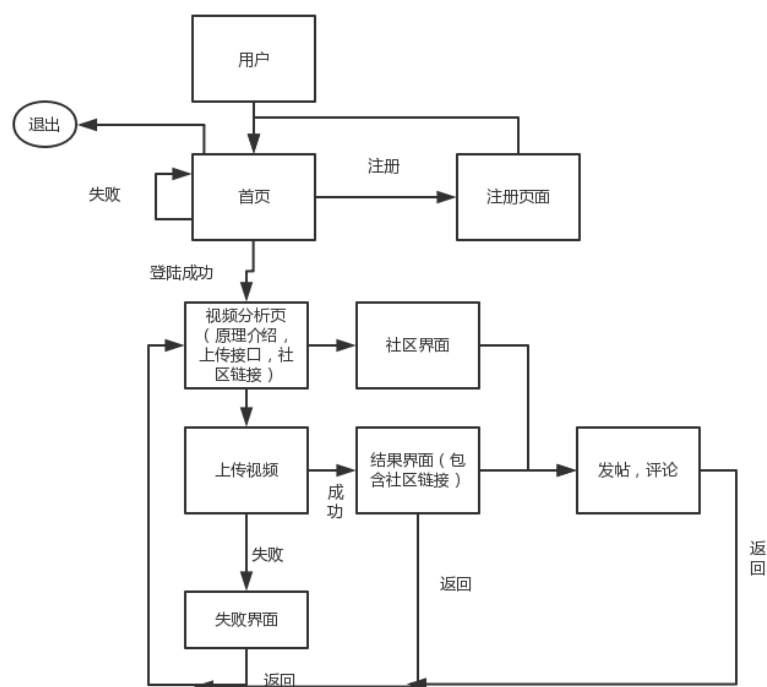 用户
退出
注册
失败
首页
注册页面
登陆成功
视频分析页
（原理介绍，
上传接口，社
区链接）
社区界面
上传视频
成
功
结果界面（包
含社区链接）
发帖，评论
失败
返回
返
回
失败界面
返回